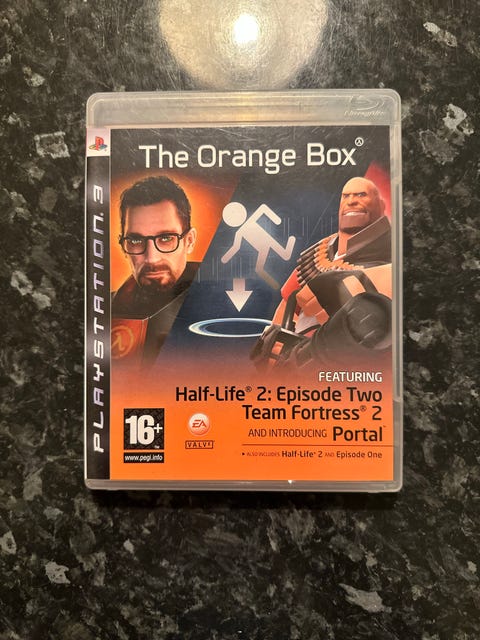 The Orange Box
PLAYSTATION 3
FEATURING
Half-Life® 2: Episode Two
Team Fortress® 2
AND INTRODUCING Portal™
▸ ALSO INCLUDES Half-Life® 2 AND Episode One
16+
www.pegi.info
EA
VALVE